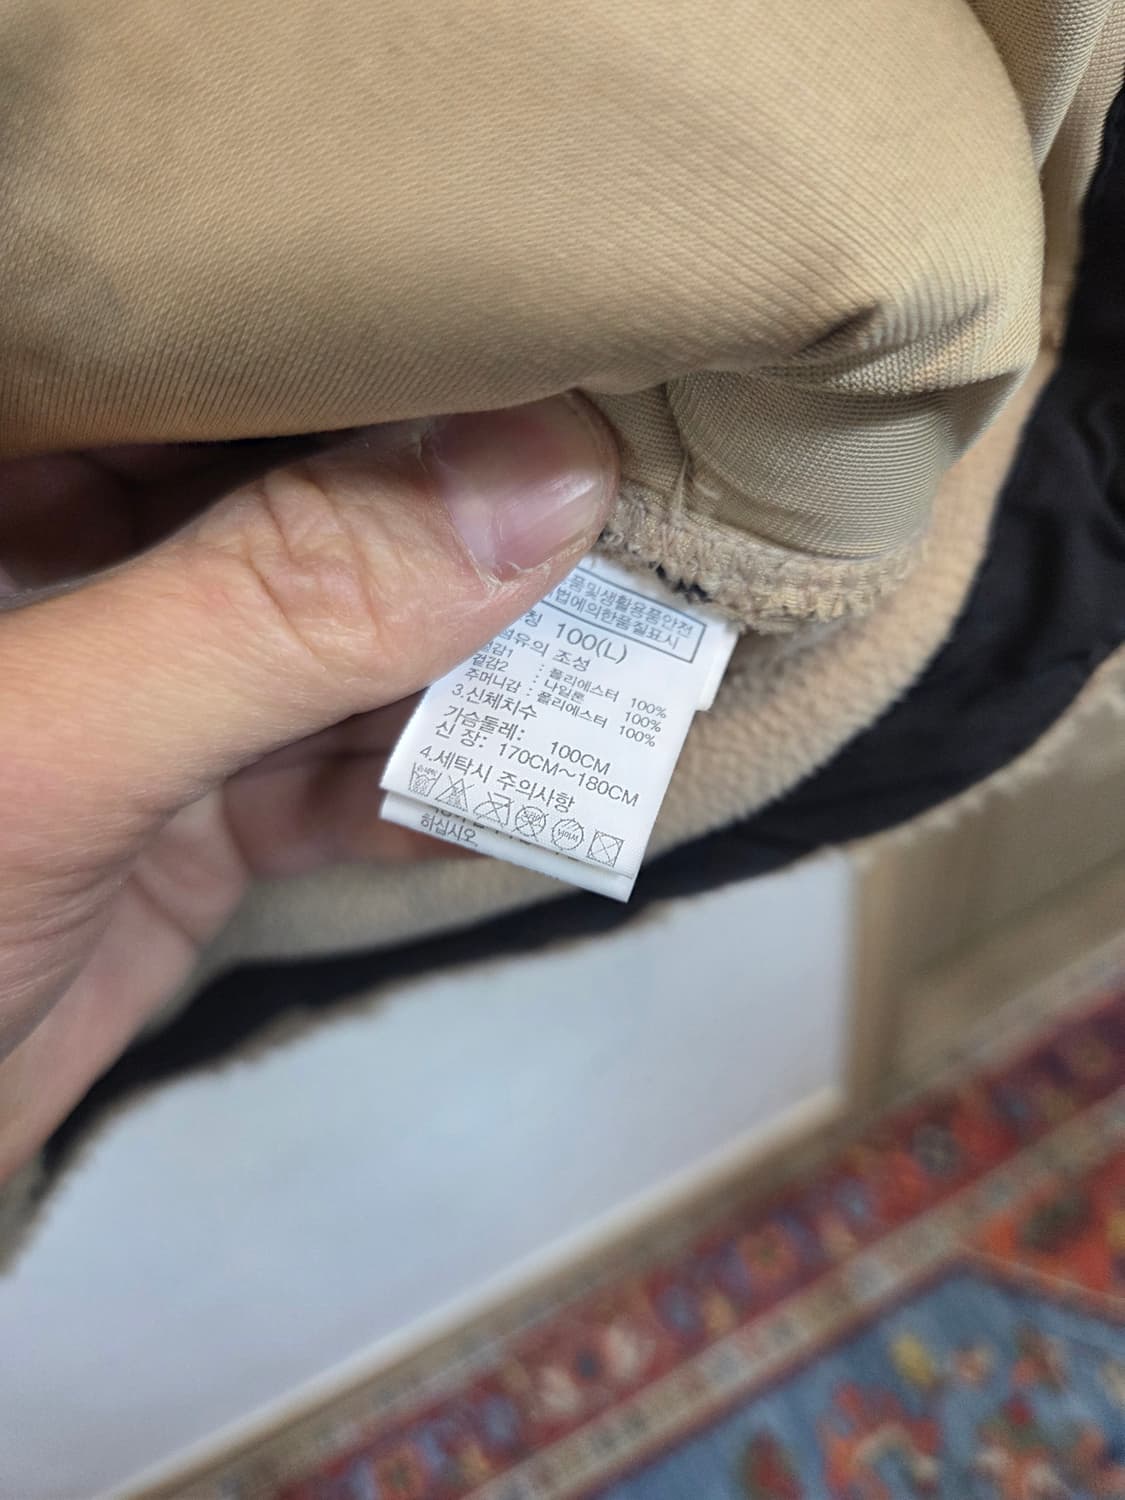 품및생활용품안전
법에의한품질표시
100(L)
섬유의 조성
겉감1 : 폴리에스터 100%
겉감2 : 나일론 100%
주머니감 : 폴리에스터 100%
3.신체치수
가슴둘레: 100CM
신 장: 170CM~180CM
4.세탁시 주의사항
하십시오